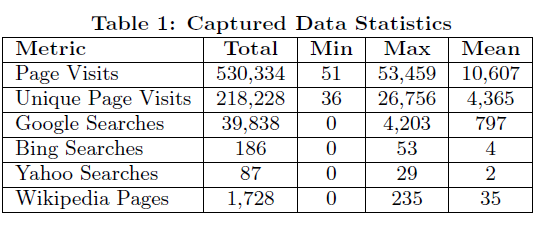 Table 1: Captured Data Statistics
Metric Total Min Max Mean
Page Visits 530,334 51 53,459 10,607
Unique Page Visits 218,228 36 26,756 4,365
Google Searches 39,838 0 4,203 797
Bing Searches 186 0 53 4
Yahoo Searches 87 0 29 2
Wikipedia Pages 1,728 0 235 35